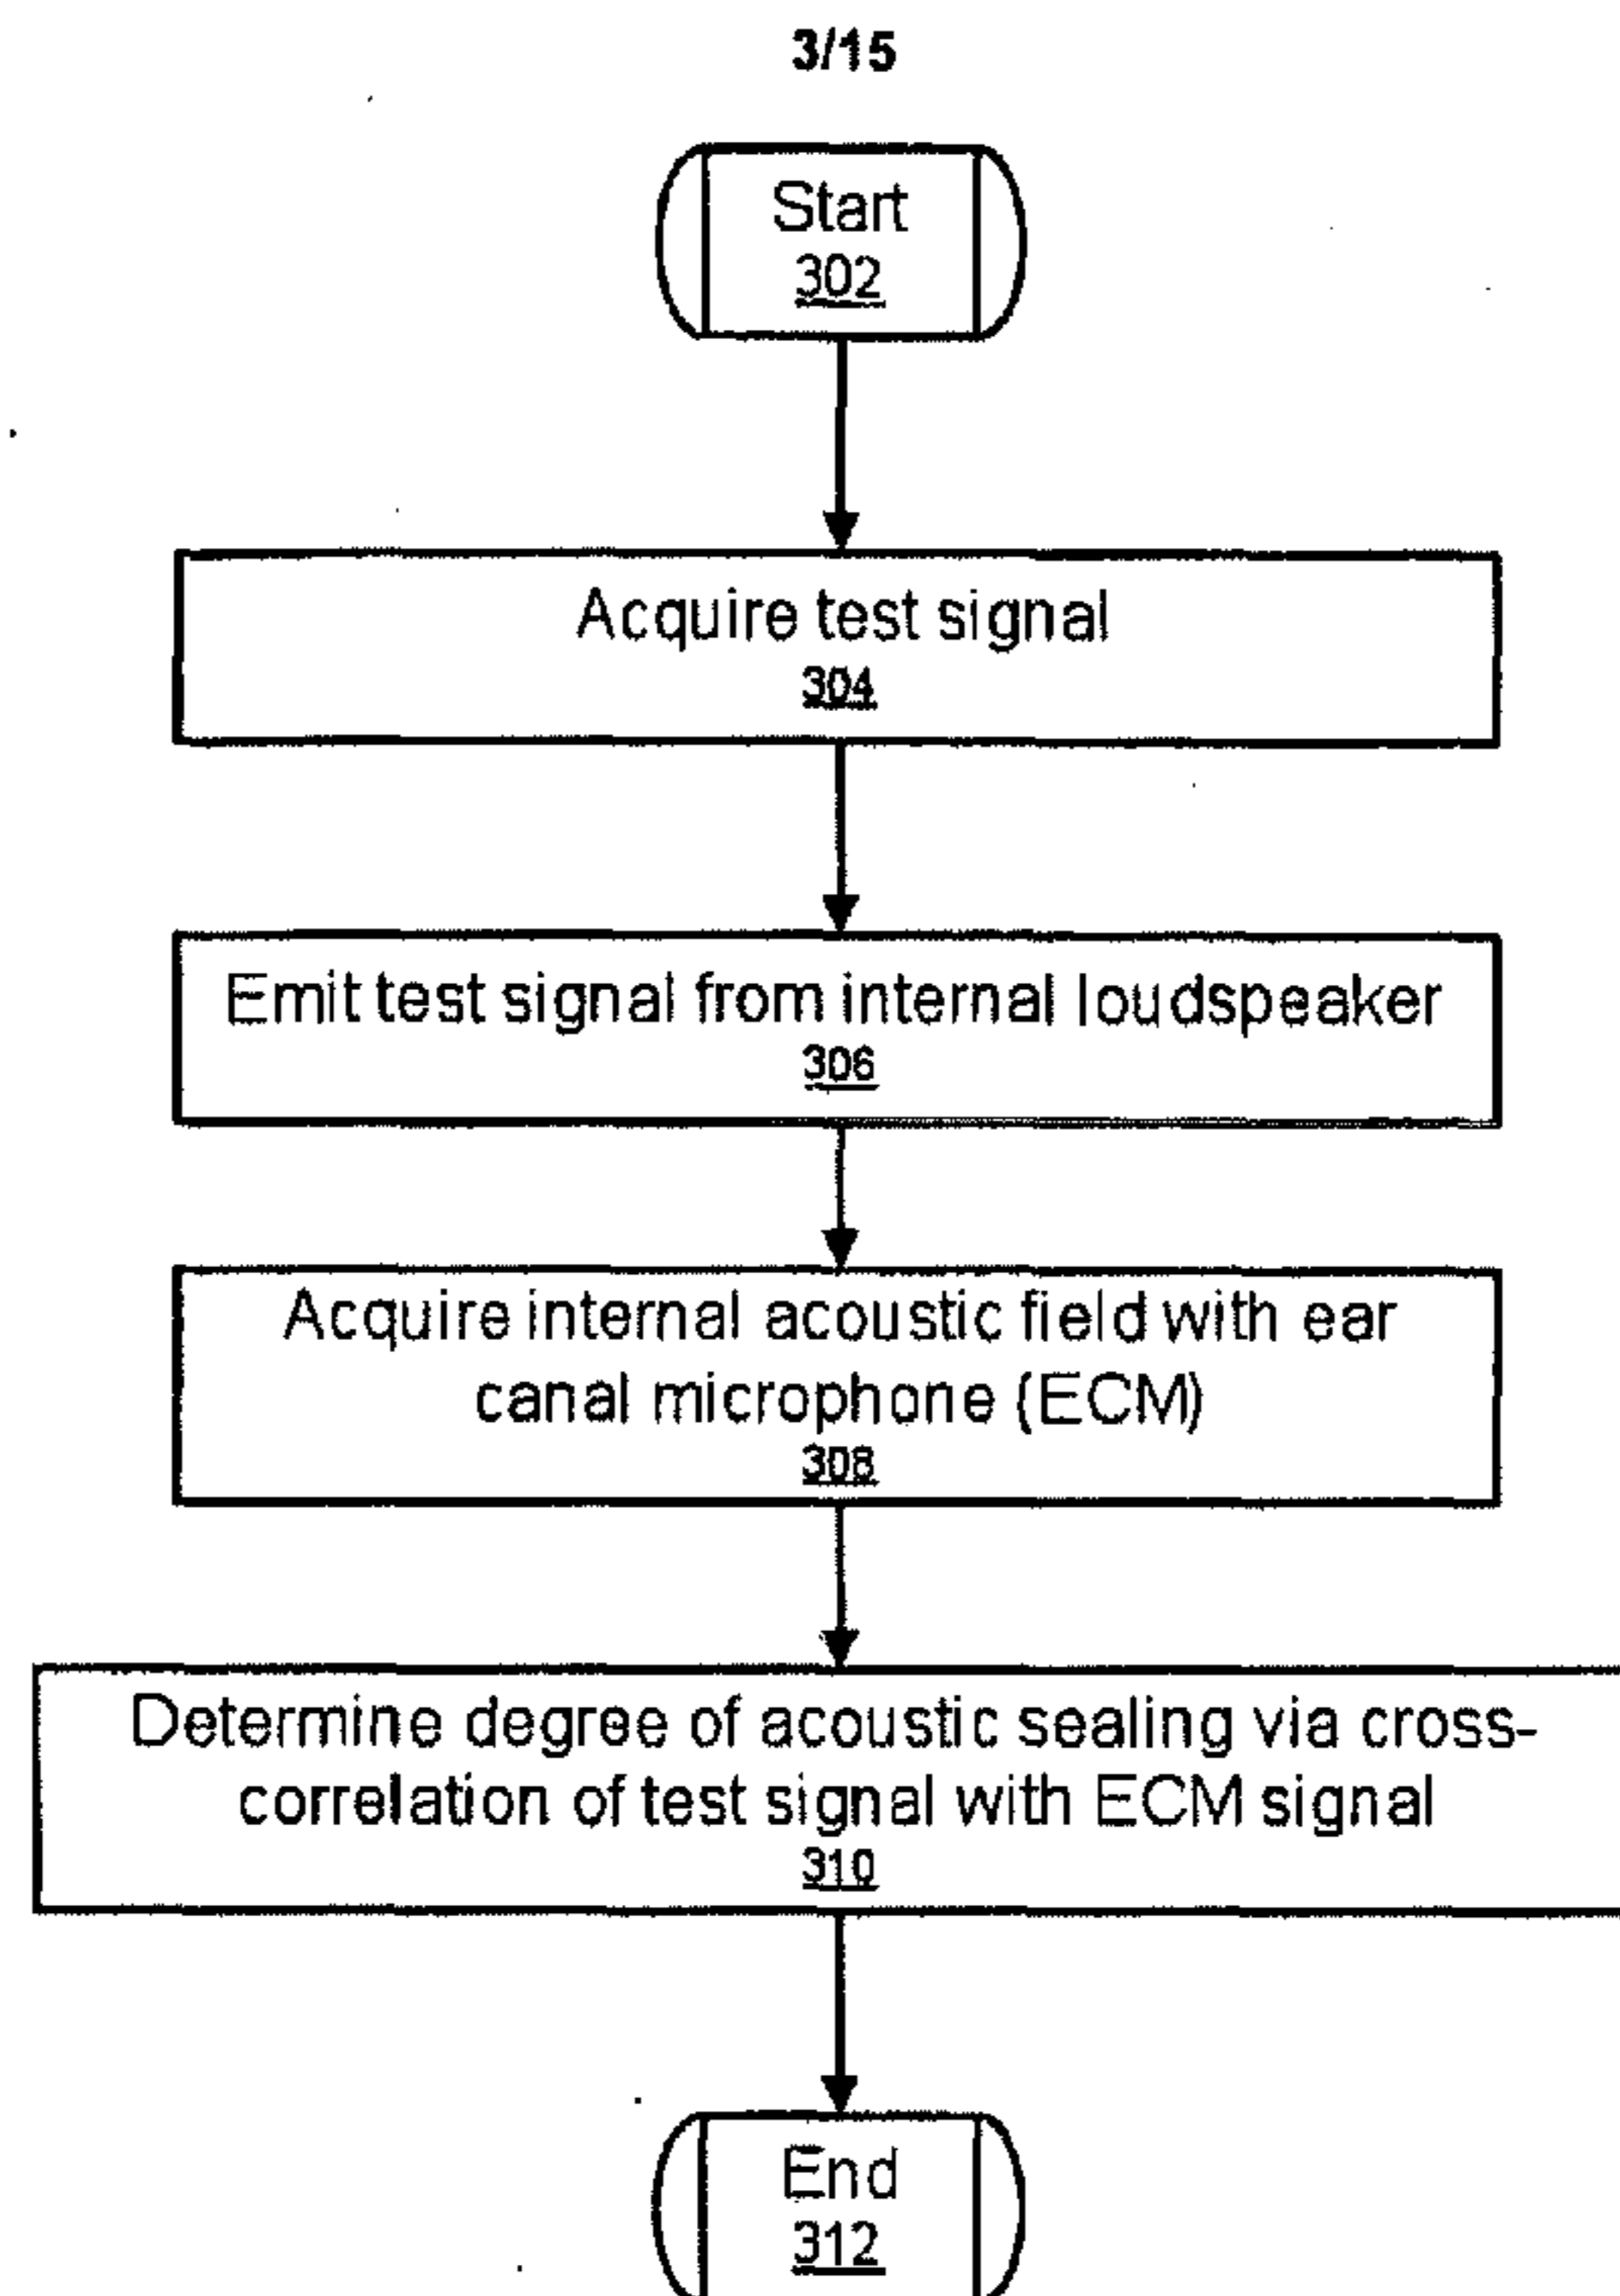 3/15
Start
302
Acquire test signal
304
Emit test signal from internal loudspeaker
306
Acquire internal acoustic field with ear
canal microphone (ECM)
308
Determine degree of acoustic sealing via cross-
correlation of test signal with ECM signal
310
End
312